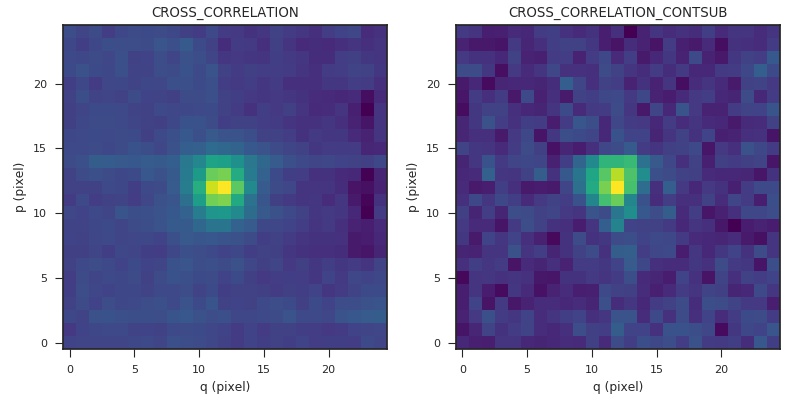 CROSS_CORRELATION
CROSS_CORRELATION_CONTSUB
20
15
10
5
0
p (pixel)
0 5 10 15 20
q (pixel)
20
15
10
5
0
p (pixel)
0 5 10 15 20
q (pixel)